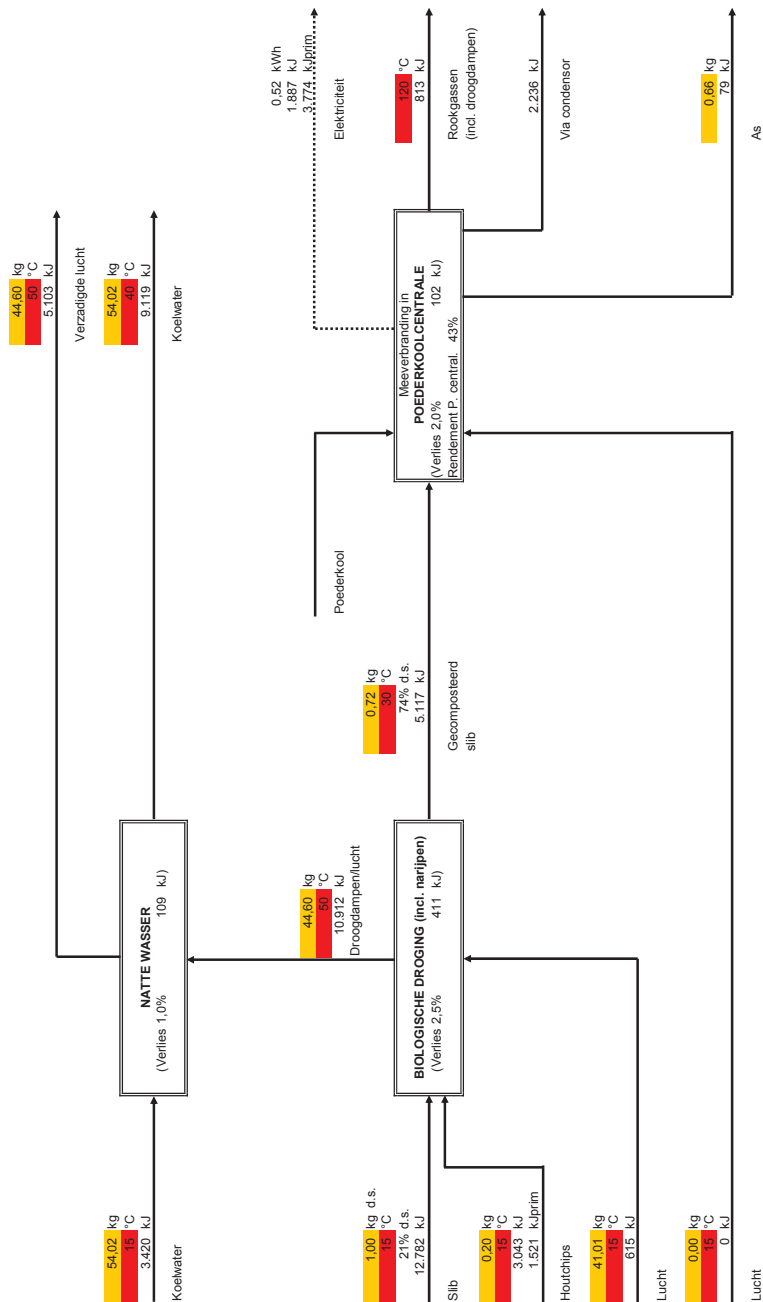 44,60 kg
50 °C
5.103 kJ
Verzadigde lucht
54,02 kg
40 °C
9.119 kJ
Koelwater
NATTE WASSER
(Verlies 1,0% 109 kJ)
54,02 kg
15 °C
3.420 kJ
Koelwater
44,60 kg
50 °C
10.912 kJ
Droogdampen/lucht
0,52 kWh
1.887 kJ
3.774 kJprim
Elektriciteit
Poederkool
120 °C
813 kJ
Rookgassen
(incl. droogdampen)
Meeverbranding in
POEDERKOOLCENTRALE
(Verlies 2,0% 102 kJ)
Rendement P. central. 43%
0,72 kg
30 °C
74% d.s.
5.117 kJ
Gecomposteerd
slib
BIOLOGISCHE DROGING (incl. narijpen)
(Verlies 2,5% 411 kJ)
1,00 kg d.s.
15 °C
21% d.s.
12.782 kJ
Slib
2.236 kJ
Via condensor
0,20 kg
15 °C
3.043 kJ
1.521 kJprim
Houtchips
41,01 kg
15 °C
615 kJ
Lucht
0,66 kg
79 kJ
As
0,00 kg
15 °C
0 kJ
Lucht